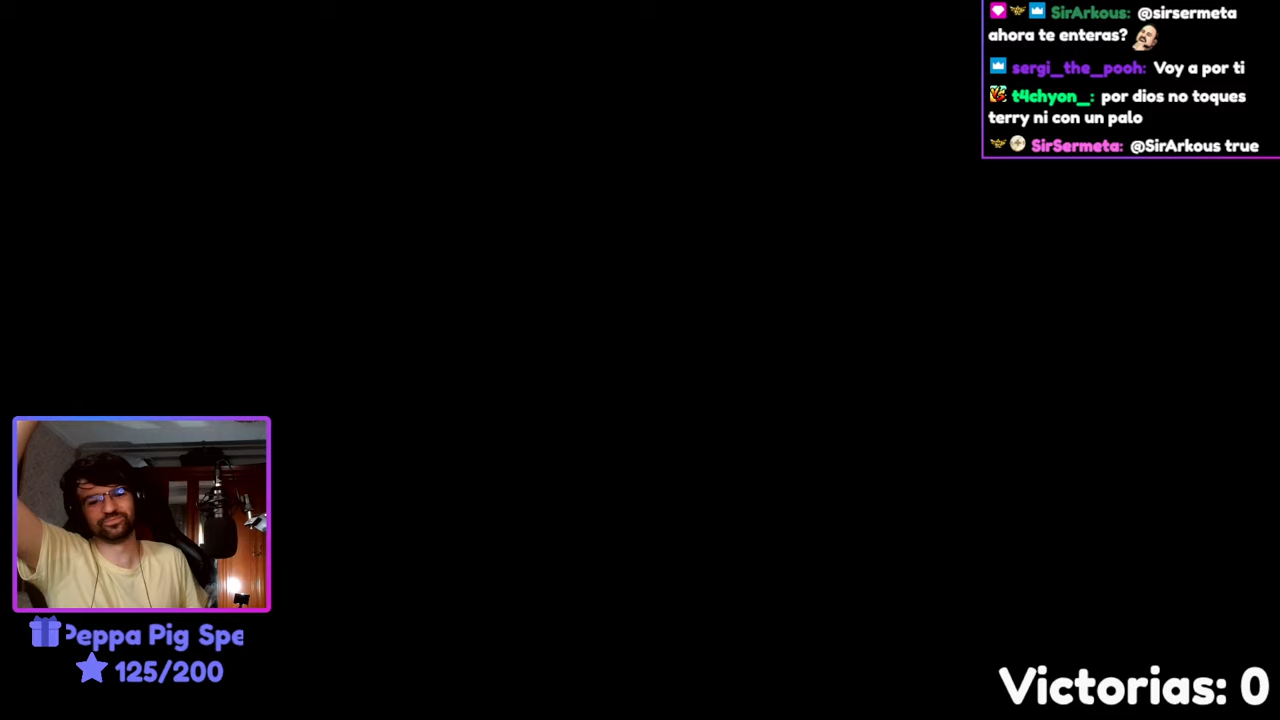 SirArkous: @sirsermeta
ahora te enteras?
sergi_the_pooh: Voy a por ti
t4chyon_: por dios no toques
terry ni con un palo
SirSermeta: @SirArkous true
Peppa Pig Spe
125/200
Victorias: 0